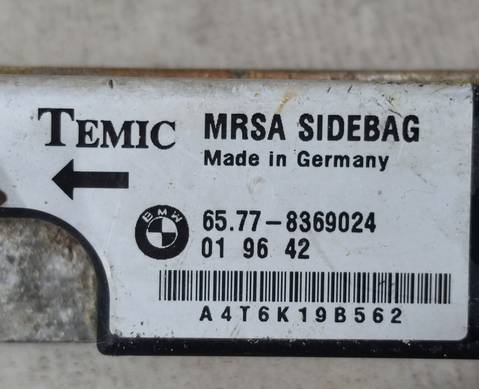 TEMIC MRSA SIDEBAG
Made in Germany
BMW 65.77-8369024
01 96 42
A4T6K19B562